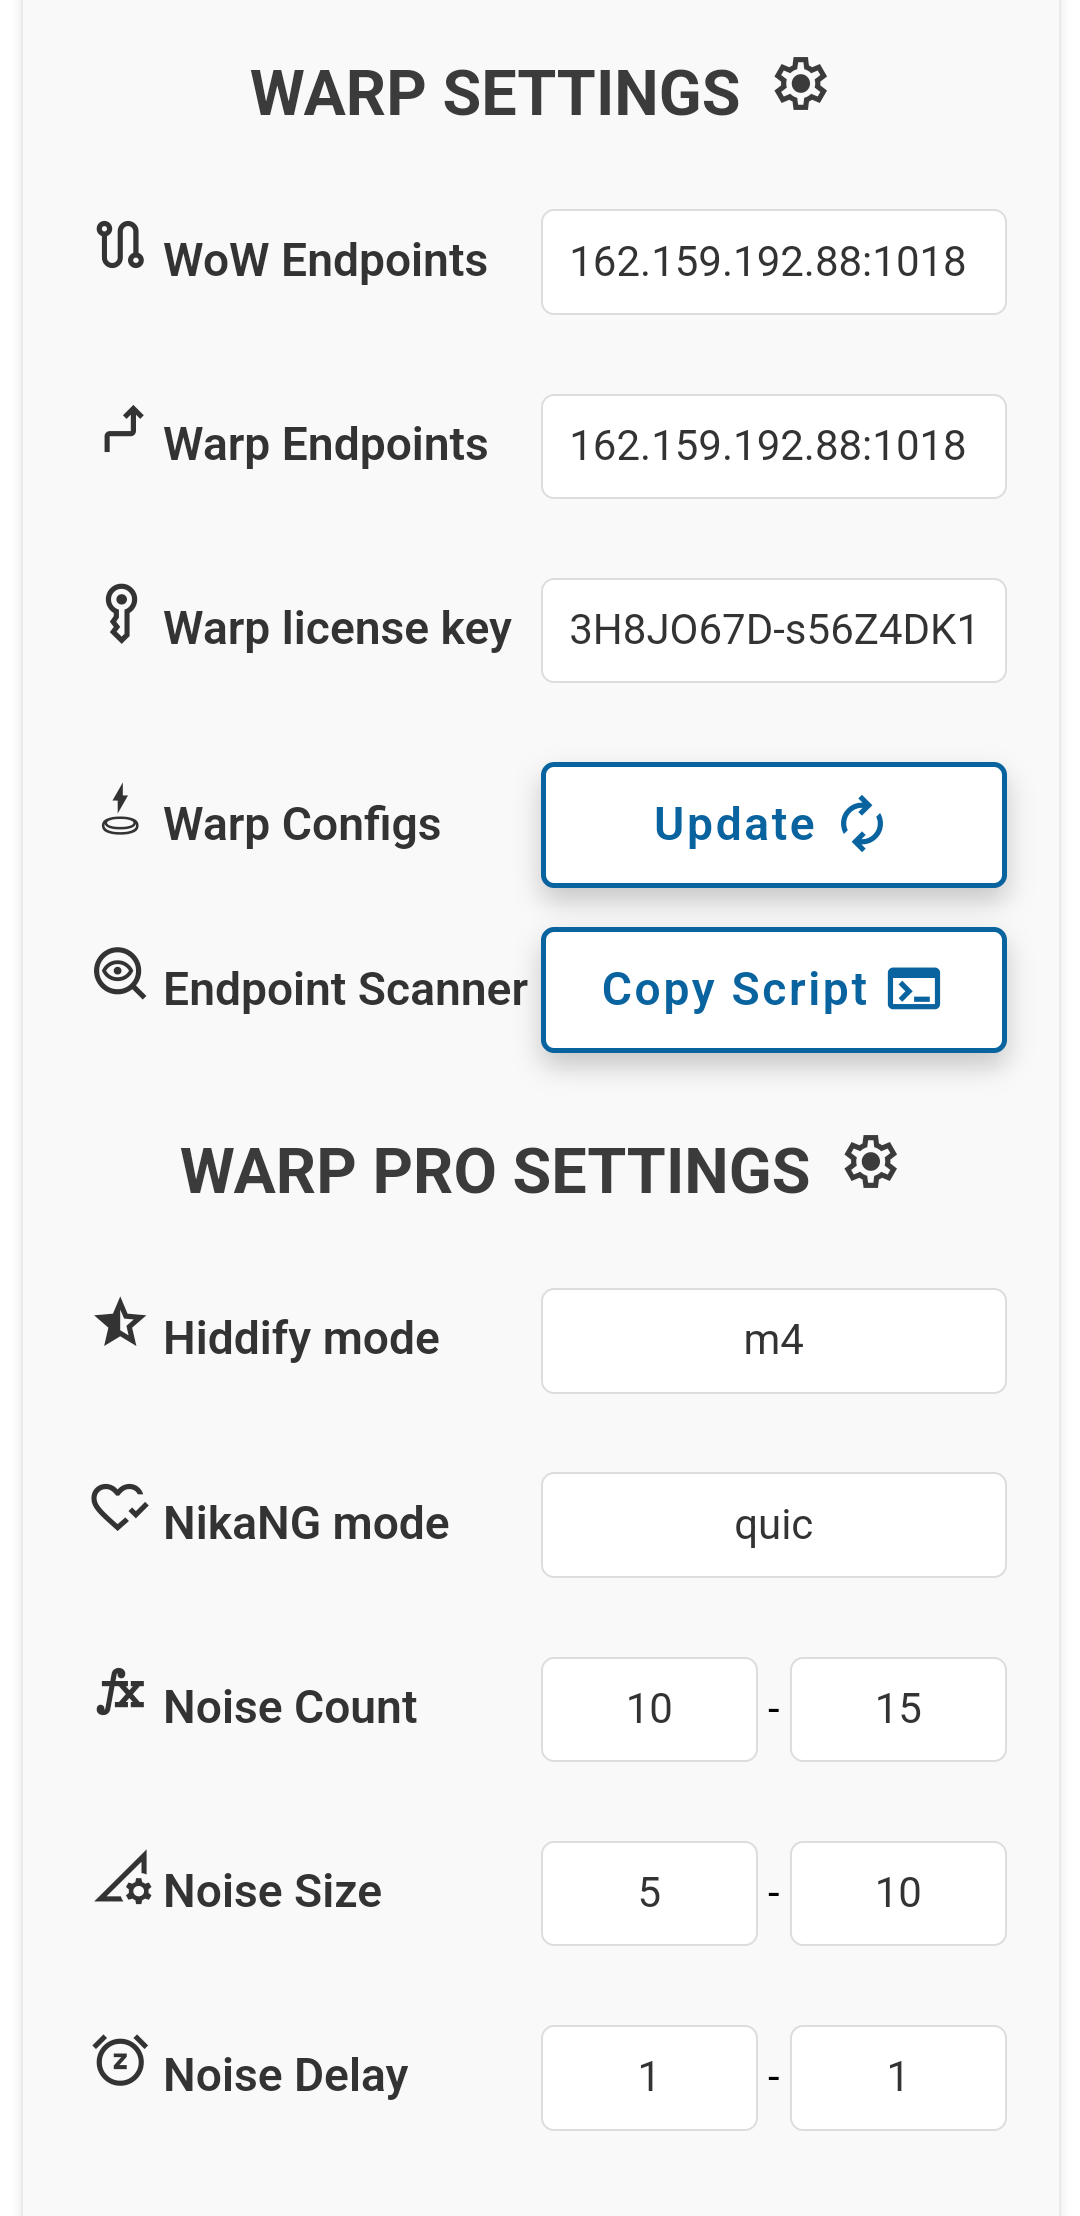 WARP SETTINGS
WoW Endpoints 162.159.192.88:1018
Warp Endpoints 162.159.192.88:1018
Warp license key 3H8JO67D-s56Z4DK1
Warp Configs Update
Endpoint Scanner Copy Script
WARP PRO SETTINGS
Hiddify mode m4
NikaNG mode quic
Noise Count 10 - 15
Noise Size 5 - 10
Noise Delay 1 - 1